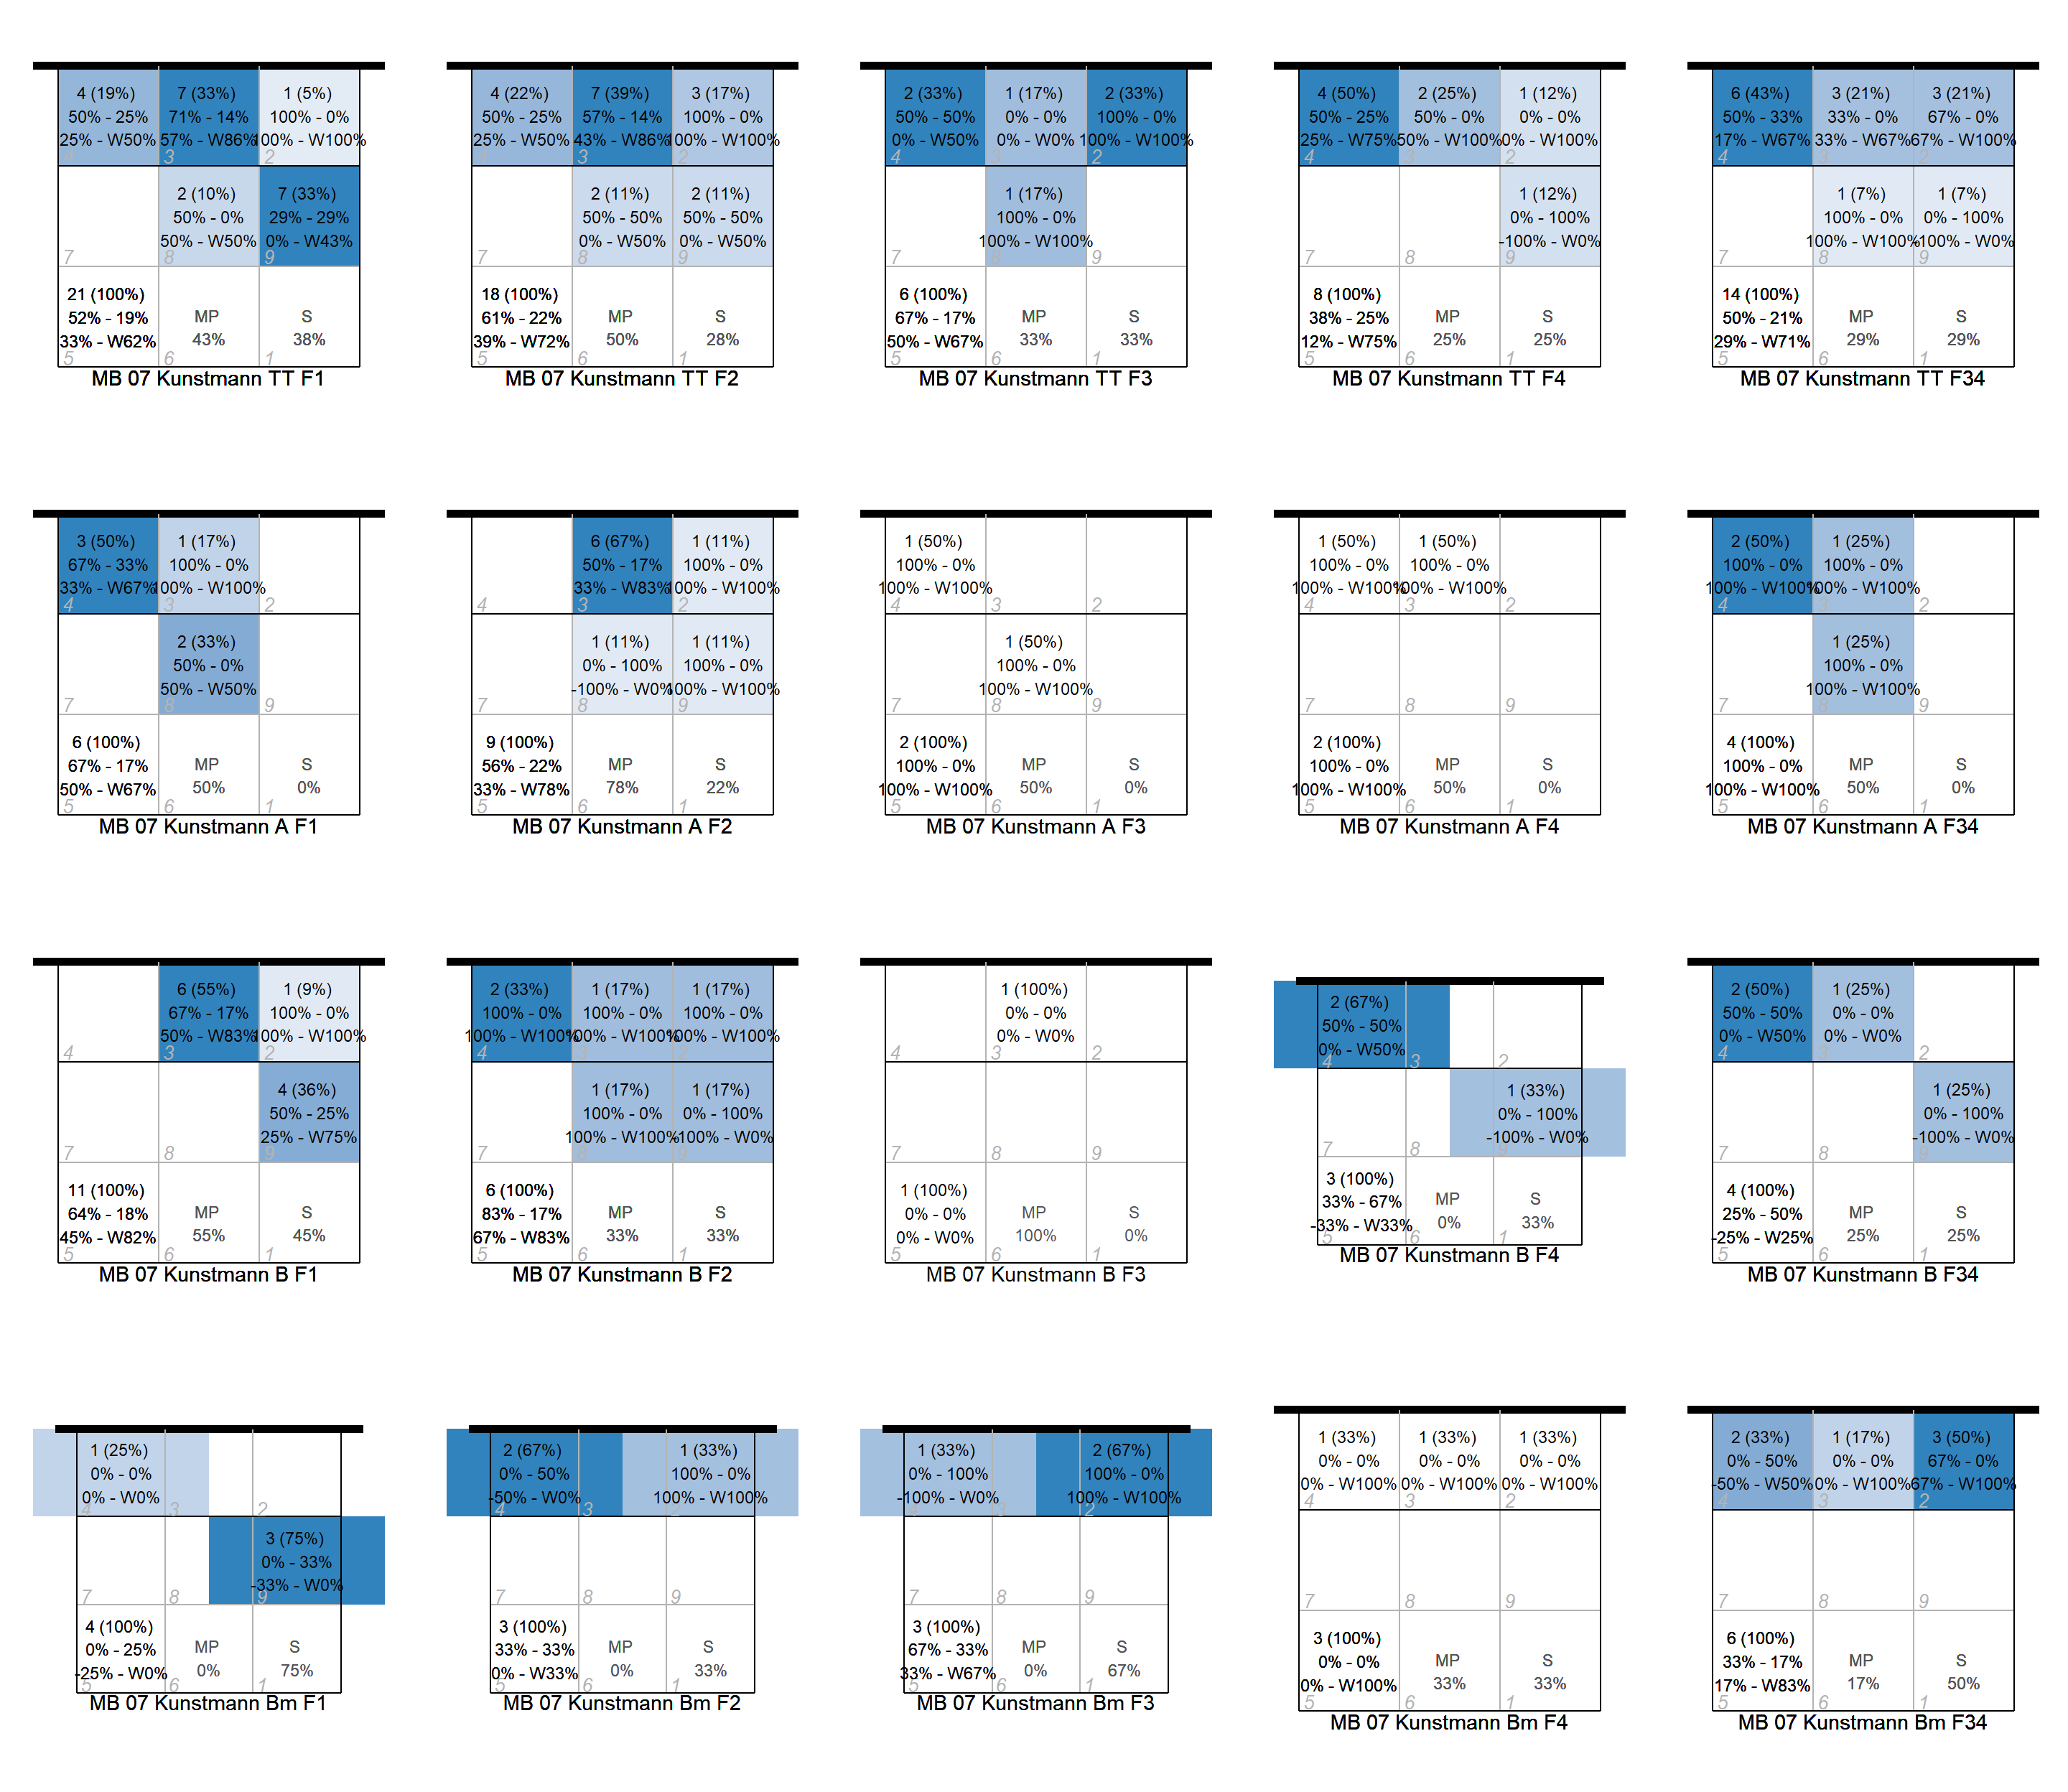 4 (19%)
50% - 25%
25% - W50%
4
7 (33%)
71% - 14%
57% - W86%
3
1 (5%)
100% - 0%
100% - W100%
2
7
2 (10%)
50% - 0%
50% - W50%
8
7 (33%)
29% - 29%
0% - W43%
9
21 (100%)
52% - 19%
33% - W62%
5
MP
43%
6
S
38%
1
MB 07 Kunstmann TT F1
4 (22%)
50% - 25%
25% - W50%
4
7 (39%)
57% - 14%
43% - W86%
3
3 (17%)
100% - 0%
100% - W100%
2
7
2 (11%)
50% - 50%
0% - W50%
8
2 (11%)
50% - 50%
0% - W50%
9
18 (100%)
61% - 22%
39% - W72%
5
MP
50%
6
S
28%
1
MB 07 Kunstmann TT F2
2 (33%)
50% - 50%
0% - W50%
4
1 (17%)
0% - 0%
0% - W0%
3
2 (33%)
100% - 0%
100% - W100%
2
7
1 (17%)
100% - 0%
100% - W100%
8
9
6 (100%)
67% - 17%
50% - W67%
5
MP
33%
6
S
33%
1
MB 07 Kunstmann TT F3
4 (50%)
50% - 25%
25% - W75%
4
2 (25%)
50% - 0%
50% - W100%
3
1 (12%)
0% - 0%
0% - W100%
2
7
8
1 (12%)
0% - 100%
-100% - W0%
9
8 (100%)
38% - 25%
12% - W75%
5
MP
25%
6
S
25%
1
MB 07 Kunstmann TT F4
6 (43%)
50% - 33%
17% - W67%
4
3 (21%)
33% - 0%
33% - W67%
3
3 (21%)
67% - 0%
67% - W100%
2
7
1 (7%)
100% - 0%
100% - W100%
8
1 (7%)
0% - 100%
-100% - W0%
9
14 (100%)
50% - 21%
29% - W71%
5
MP
29%
6
S
29%
1
MB 07 Kunstmann TT F34
3 (50%)
67% - 33%
33% - W67%
4
1 (17%)
100% - 0%
100% - W100%
3
2
7
2 (33%)
50% - 0%
50% - W50%
8
9
6 (100%)
67% - 17%
50% - W67%
5
MP
50%
6
S
0%
1
MB 07 Kunstmann A F1
4
6 (67%)
50% - 17%
33% - W83%
3
1 (11%)
100% - 0%
100% - W100%
2
7
1 (11%)
0% - 100%
-100% - W0%
8
1 (11%)
100% - 0%
100% - W100%
9
9 (100%)
56% - 22%
33% - W78%
5
MP
78%
6
S
22%
1
MB 07 Kunstmann A F2
1 (50%)
100% - 0%
100% - W100%
4
3
2
7
1 (50%)
100% - 0%
100% - W100%
8
9
2 (100%)
100% - 0%
100% - W100%
5
MP
50%
6
S
0%
1
MB 07 Kunstmann A F3
1 (50%)
100% - 0%
100% - W100%
4
1 (50%)
100% - 0%
100% - W100%
3
2
7
8
9
2 (100%)
100% - 0%
100% - W100%
5
MP
50%
6
S
0%
1
MB 07 Kunstmann A F4
2 (50%)
100% - 0%
100% - W100%
4
1 (25%)
100% - 0%
100% - W100%
3
2
7
1 (25%)
100% - 0%
100% - W100%
8
9
4 (100%)
100% - 0%
100% - W100%
5
MP
50%
6
S
0%
1
MB 07 Kunstmann A F34
4
6 (55%)
67% - 17%
50% - W83%
3
1 (9%)
100% - 0%
100% - W100%
2
7
8
4 (36%)
50% - 25%
25% - W75%
9
11 (100%)
64% - 18%
45% - W82%
5
MP
55%
6
S
45%
1
MB 07 Kunstmann B F1
2 (33%)
100% - 0%
100% - W100%
4
1 (17%)
100% - 0%
100% - W100%
3
1 (17%)
100% - 0%
100% - W100%
2
7
1 (17%)
100% - 0%
100% - W100%
8
1 (17%)
0% - 100%
-100% - W0%
9
6 (100%)
83% - 17%
67% - W83%
5
MP
33%
6
S
33%
1
MB 07 Kunstmann B F2
4
1 (100%)
0% - 0%
0% - W0%
3
2
7
8
9
1 (100%)
0% - 0%
0% - W0%
5
MP
100%
6
S
0%
1
MB 07 Kunstmann B F3
2 (67%)
50% - 50%
0% - W50%
4
3
2
7
8
1 (33%)
0% - 100%
-100% - W0%
9
3 (100%)
33% - 67%
-33% - W33%
5
MP
0%
6
S
33%
1
MB 07 Kunstmann B F4
2 (50%)
50% - 50%
0% - W50%
4
1 (25%)
0% - 0%
0% - W0%
3
2
7
8
1 (25%)
0% - 100%
-100% - W0%
9
4 (100%)
25% - 50%
-25% - W25%
5
MP
25%
6
S
25%
1
MB 07 Kunstmann B F34
1 (25%)
0% - 0%
0% - W0%
4
3
2
7
8
3 (75%)
0% - 33%
-33% - W0%
9
4 (100%)
0% - 25%
-25% - W0%
5
MP
0%
6
S
75%
1
MB 07 Kunstmann Bm F1
2 (67%)
0% - 50%
-50% - W0%
4
3
1 (33%)
100% - 0%
100% - W100%
2
7
8
9
3 (100%)
33% - 33%
0% - W33%
5
MP
0%
6
S
33%
1
MB 07 Kunstmann Bm F2
1 (33%)
0% - 100%
-100% - W0%
4
3
2 (67%)
100% - 0%
100% - W100%
2
7
8
9
3 (100%)
67% - 33%
33% - W67%
5
MP
0%
6
S
67%
1
MB 07 Kunstmann Bm F3
1 (33%)
0% - 0%
0% - W100%
4
1 (33%)
0% - 0%
0% - W100%
3
1 (33%)
0% - 0%
0% - W100%
2
7
8
9
3 (100%)
0% - 0%
0% - W100%
5
MP
33%
6
S
33%
1
MB 07 Kunstmann Bm F4
2 (33%)
0% - 50%
-50% - W50%
4
1 (17%)
0% - 0%
0% - W100%
3
3 (50%)
67% - 0%
67% - W100%
2
7
8
9
6 (100%)
33% - 17%
17% - W83%
5
MP
17%
6
S
50%
1
MB 07 Kunstmann Bm F34